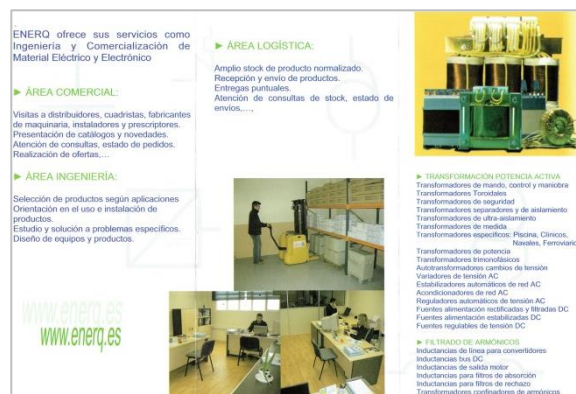 ENERQ ofrece sus servicios como
Ingeniería y Comercialización de
Material Eléctrico y Electrónico
► ÁREA COMERCIAL:
Visitas a distribuidores, cuadristas, fabricantes
de maquinaria, instaladores y prescriptores.
Presentación de catálogos y novedades.
Atención de consultas, estado de pedidos.
Realización de ofertas,…
► ÁREA INGENIERÍA:
Selección de productos según aplicaciones
Orientación en el uso e instalación de
productos.
Estudio y solución a problemas específicos.
Diseño de equipos y productos.
www.enerq.es
www.enerq.es
► ÁREA LOGÍSTICA:
Amplio stock de producto normalizado.
Recepción y envío de productos.
Entregas puntuales.
Atención de consultas de stock, estado de
envíos,…,
► TRANSFORMACIÓN POTENCIA ACTIVA
Transformadores de mando, control y maniobra
Transformadores Toroidales
Transformadores de seguridad
Transformadores separadores y de aislamiento
Transformadores de ultra-aislamiento
Transformadores de medida
Transformadores específicos: Piscina, Clínicos,
Navales, Ferroviario
Transformadores de potencia
Transformadores trimonofásicos
Autotransformadores cambios de tensión
Variadores de tensión AC
Estabilizadores automáticos de red AC
Acondicionadores de red AC
Reguladores automáticos de tensión AC
Fuentes alimentación rectificadas y filtradas DC
Fuentes alimentación estabilizadas DC
Fuentes regulables de tensión DC
► FILTRADO DE ARMÓNICOS
Inductancias de línea para convertidores
Inductancias bus DC
Inductancias de salida motor
Inductancias para filtros de absorción
Inductancias para filtros de rechazo
Transformadores confinadores de armónicos